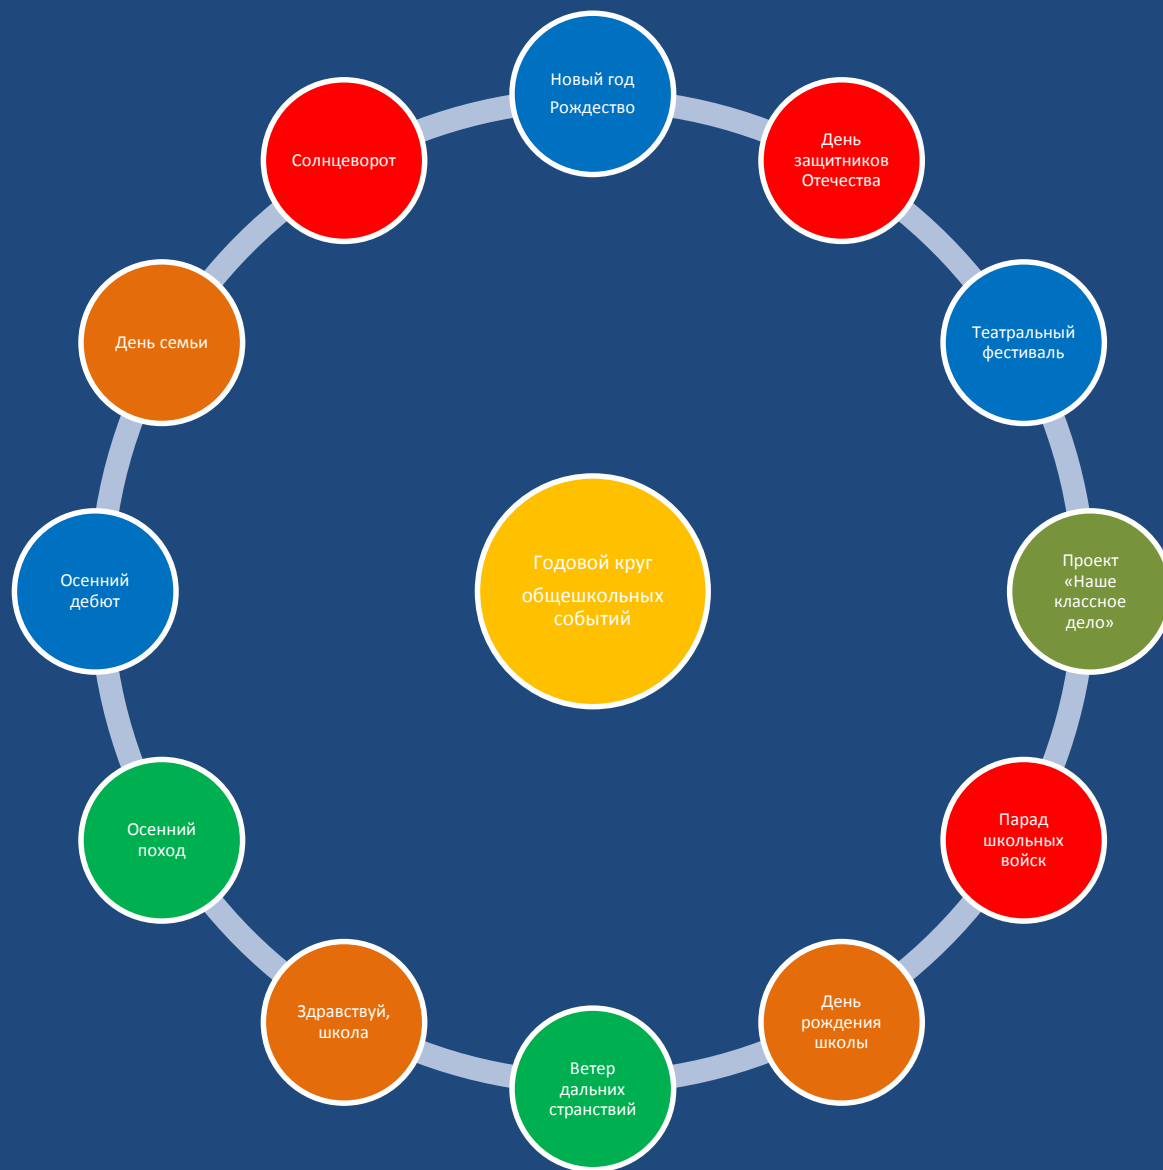 Новый год
Рождество
День
защитников
Отечества
Театральный
фестиваль
Проект
«Наше
классное
дело»
Парад
школьных
войск
День
рождения
школы
Ветер
дальних
странствий
Здравствуй,
школа
Осенний
поход
Осенний
дебют
День семьи
Солнцеворот
Годовой круг
общешкольных
событий